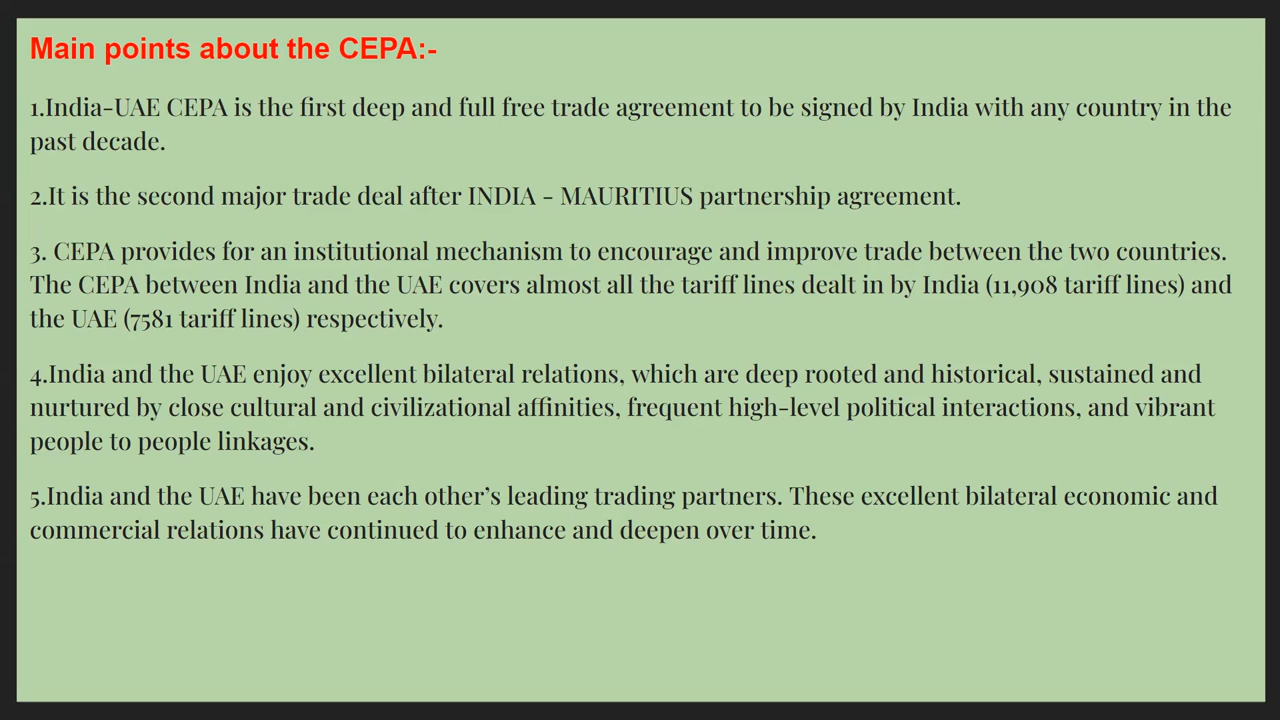 Main points about the CEPA:-
1.India-UAE CEPA is the first deep and full free trade agreement to be signed by India with any country in the
past decade.
2.It is the second major trade deal after INDIA - MAURITIUS partnership agreement.
3. CEPA provides for an institutional mechanism to encourage and improve trade between the two countries.
The CEPA between India and the UAE covers almost all the tariff lines dealt in by India (11,908 tariff lines) and
the UAE (7581 tariff lines) respectively.
4.India and the UAE enjoy excellent bilateral relations, which are deep rooted and historical, sustained and
nurtured by close cultural and civilizational affinities, frequent high-level political interactions, and vibrant
people to people linkages.
5.India and the UAE have been each other’s leading trading partners. These excellent bilateral economic and
commercial relations have continued to enhance and deepen over time.